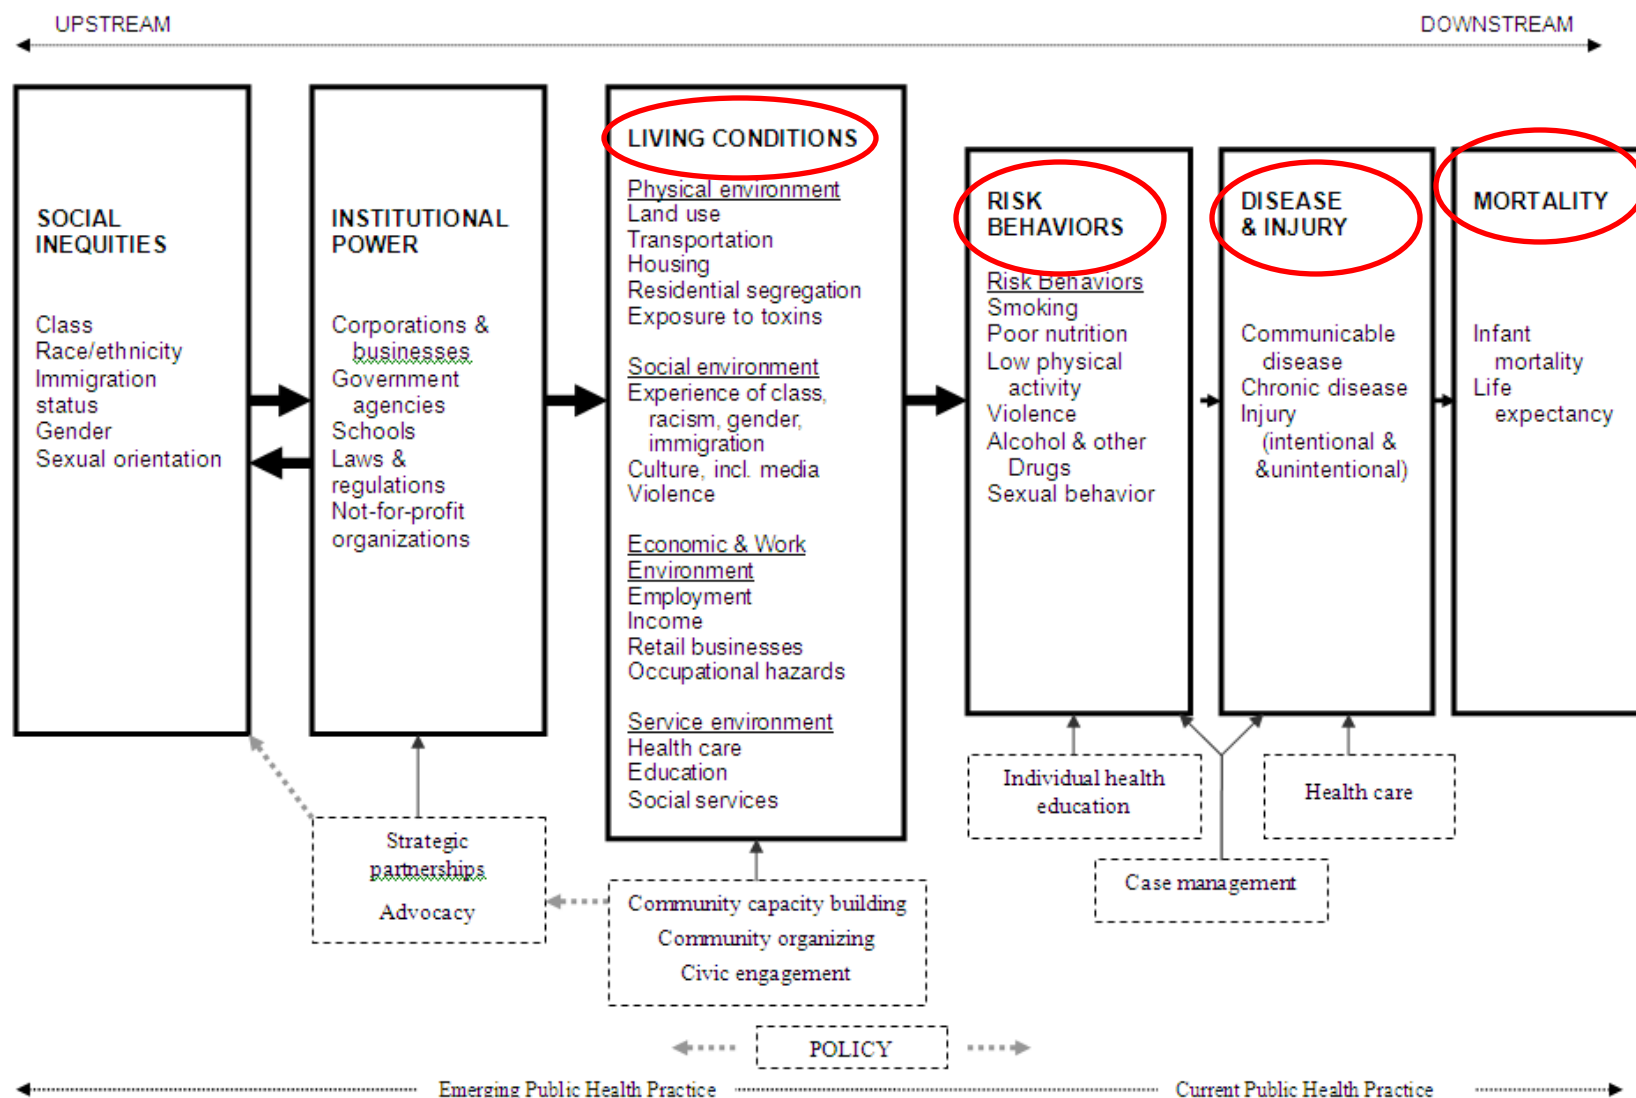 UPSTREAM
DOWNSTREAM
SOCIAL
INEQUITIES
Class
Race/ethnicity
Immigration
status
Gender
Sexual orientation
INSTITUTIONAL
POWER
Corporations &
businesses
Government
agencies
Schools
Laws &
regulations
Not-for-profit
organizations
LIVING CONDITIONS
Physical environment
Land use
Transportation
Housing
Residential segregation
Exposure to toxins
Social environment
Experience of class,
racism, gender,
immigration
Culture, incl. media
Violence
Economic & Work
Environment
Employment
Income
Retail businesses
Occupational hazards
Service environment
Health care
Education
Social services
RISK
BEHAVIORS
Risk Behaviors
Smoking
Poor nutrition
Low physical
activity
Violence
Alcohol & other
Drugs
Sexual behavior
DISEASE
& INJURY
Communicable
disease
Chronic disease
Injury
(intentional &
&unintentional)
MORTALITY
Infant
mortality
Life
expectancy
Strategic
partnerships
Advocacy
Community capacity building
Community organizing
Civic engagement
Individual health
education
Case management
Health care
POLICY
Emerging Public Health Practice
Current Public Health Practice